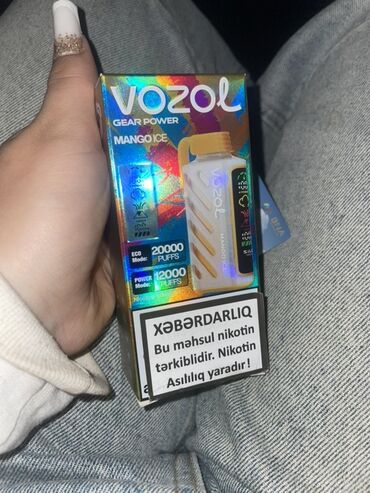 VOZOL
GEAR POWER
MANGO ICE
ECO Mode: 20000 PUFFS
POWER Mode: 12000 PUFFS
XƏBƏRDARLIQ
Bu məhsul nikotin
tərkiblidir. Nikotin
Asılılıq yaradır!